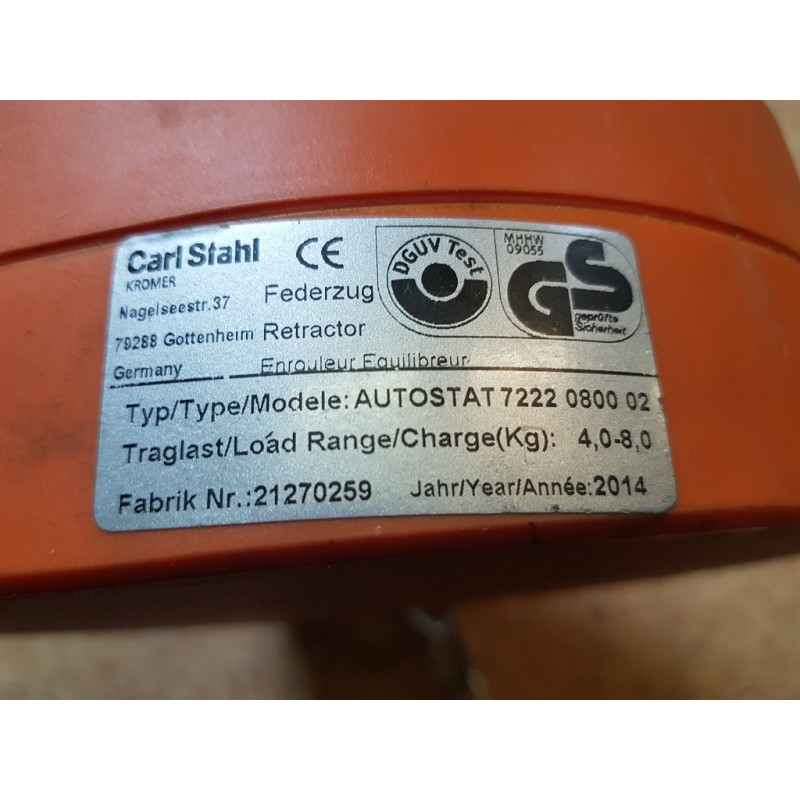 Carl Stahl
KROMER
Nagelseestr.37
79288 Gottenheim
Germany
CE
Federzug
Retractor
Enrouleur Equilibreur
DGUV Test
MHHW
09055
GS
geprüfte
Sicherheit
Typ/Type/Modele: AUTOSTAT 7222 0800 02
Traglast/Load Range/Charge(Kg): 4,0-8,0
Fabrik Nr.:21270259 Jahr/Year/Année:2014